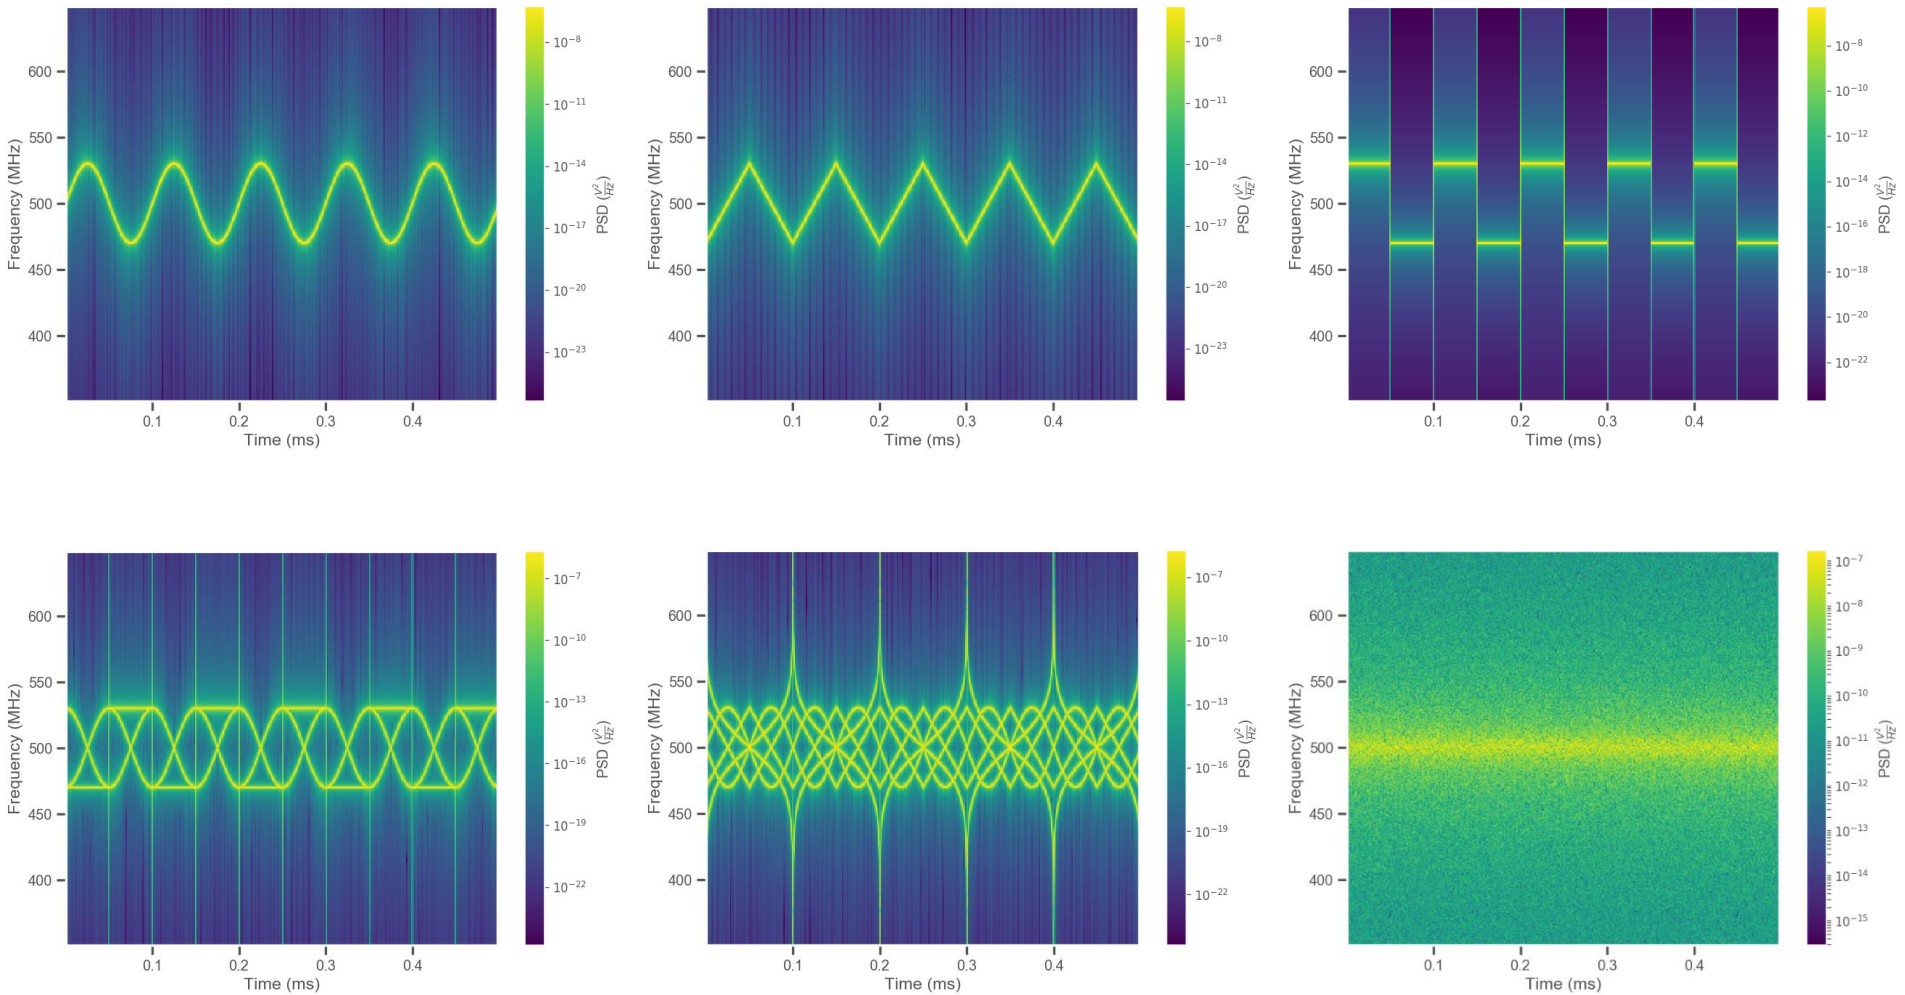 600
550
500
450
400
Frequency (MHz)
0.1 0.2 0.3 0.4
Time (ms)
10^{-8}
10^{-11}
10^{-14}
10^{-17}
10^{-20}
10^{-23}
PSD (V²/Hz)
600
550
500
450
400
Frequency (MHz)
0.1 0.2 0.3 0.4
Time (ms)
10^{-8}
10^{-11}
10^{-14}
10^{-17}
10^{-20}
10^{-23}
PSD (V²/Hz)
600
550
500
450
400
Frequency (MHz)
0.1 0.2 0.3 0.4
Time (ms)
10^{-8}
10^{-10}
10^{-12}
10^{-14}
10^{-16}
10^{-18}
10^{-20}
10^{-22}
PSD (V²/Hz)
600
550
500
450
400
Frequency (MHz)
0.1 0.2 0.3 0.4
Time (ms)
10^{-7}
10^{-10}
10^{-13}
10^{-16}
10^{-19}
10^{-22}
PSD (V²/Hz)
600
550
500
450
400
Frequency (MHz)
0.1 0.2 0.3 0.4
Time (ms)
10^{-7}
10^{-10}
10^{-13}
10^{-16}
10^{-19}
10^{-22}
PSD (V²/Hz)
600
550
500
450
400
Frequency (MHz)
0.1 0.2 0.3 0.4
Time (ms)
10^{-7}
10^{-8}
10^{-9}
10^{-10}
10^{-11}
10^{-12}
10^{-13}
10^{-14}
10^{-15}
PSD (V²/Hz)